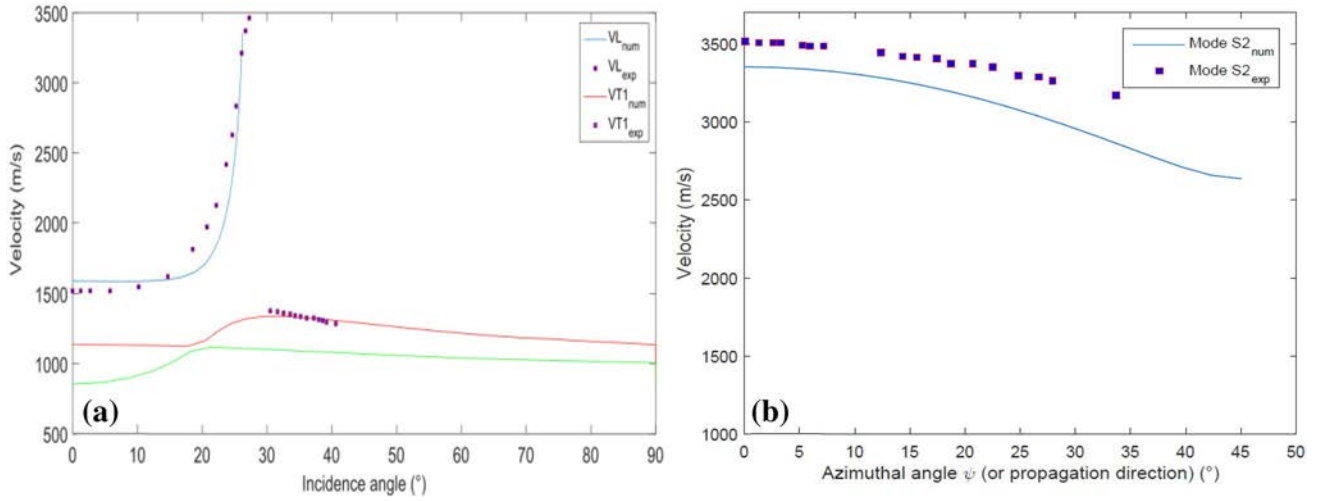 3500
3000
2500
2000
1500
1000
500
Velocity (m/s)
0 10 20 30 40 50 60 70 80 90
Incidence angle (°)
VLnum
VLexp
VT1num
VT1exp
(a)
3500
3000
2500
2000
1500
1000
Velocity (m/s)
0 5 10 15 20 25 30 35 40 45 50
Azimuthal angle ψ (or propagation direction) (°)
Mode S2num
Mode S2exp
(b)